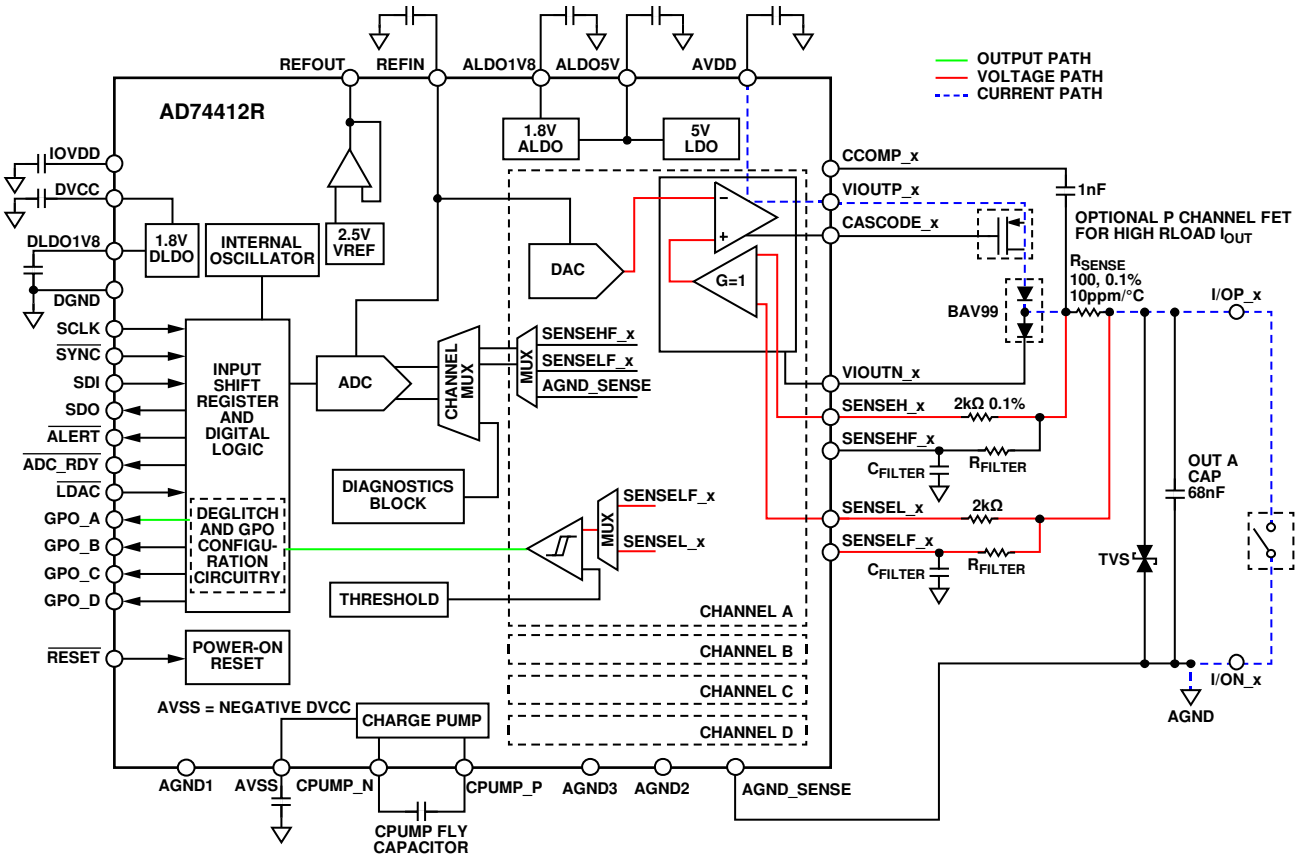 REFOUT
REFIN
ALDO1V8
ALDO5V
AVDD
OUTPUT PATH
VOLTAGE PATH
CURRENT PATH
AD74412R
IOVDD
DVCC
DLDO1V8
DGND
1.8V
DLDO
INTERNAL
OSCILLATOR
2.5V
VREF
1.8V
ALDO
5V
LDO
CCOMP_x
VIOUTP_x
CASCODE_x
1nF
OPTIONAL P CHANNEL FET
FOR HIGH RLOAD IOUT
RSENSE
100, 0.1%
10ppm/°C
I/OP_x
BAV99
DAC
−
+
G=1
SCLK
SYNC
SDI
SDO
ALERT
ADC_RDY
LDAC
GPO_A
GPO_B
GPO_C
GPO_D
RESET
INPUT
SHIFT
REGISTER
AND
DIGITAL
LOGIC
DEGLITCH
AND GPO
CONFIGU-
RATION
CIRCUITRY
POWER-ON
RESET
ADC
CHANNEL
MUX
MUX
SENSEHF_x
SENSELF_x
AGND_SENSE
DIAGNOSTICS
BLOCK
THRESHOLD
MUX
SENSELF_x
SENSEL_x
VIOUTN_x
SENSEH_x
2kΩ 0.1%
SENSEHF_x
CFILTER
RFILTER
SENSEL_x
2kΩ
SENSELF_x
CFILTER
RFILTER
TVS
OUT A
CAP
68nF
CHANNEL A
CHANNEL B
CHANNEL C
CHANNEL D
I/ON_x
AGND
AVSS = NEGATIVE DVCC
CHARGE PUMP
AGND1
AVSS
CPUMP_N
CPUMP_P
AGND3
AGND2
AGND_SENSE
CPUMP FLY
CAPACITOR